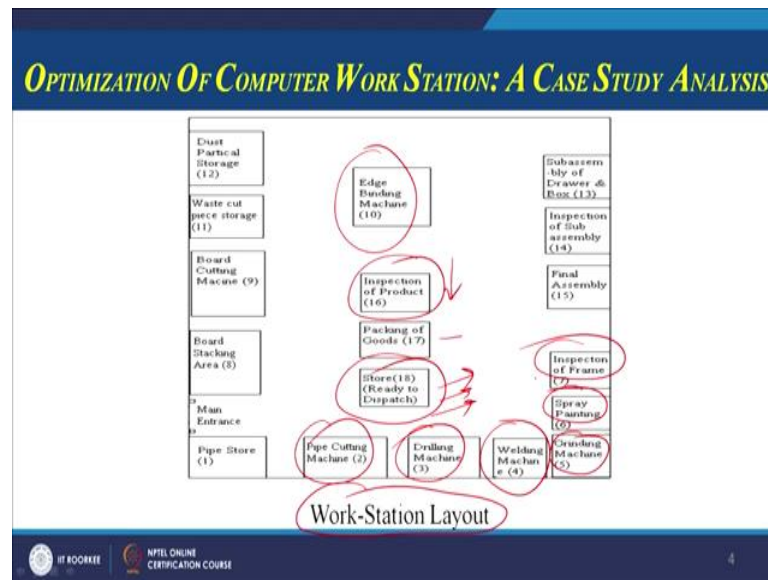 OPTIMIZATION OF COMPUTER WORK STATION: A CASE STUDY ANALYSIS
Dust
Partical
Storage
(12)
Waste cut
piece storage
(11)
Board
Cutting
Macine (9)
Board
Stacking
Area (8)
Main
Entrance
Pipe Store
(1)
Edge
Binding
Machine
(10)
Inspection
of Product
(16)
Packing of
Goods (17)
Store(18)
(Ready to
Dispatch)
Pipe Cutting
Machine (2)
Drilling
Machine
(3)
Welding
Machin
e (4)
Subassem
-bly of
Drawer &
Box (13)
Inspection
of Sub
assembly
(14)
Final
Assembly
(15)
Inspecton
of Frame
(7)
Spray
Painting
(6)
Grinding
Machine
(5)
Work-Station Layout
IIT ROORKEE
NPTEL ONLINE
CERTIFICATION COURSE
4